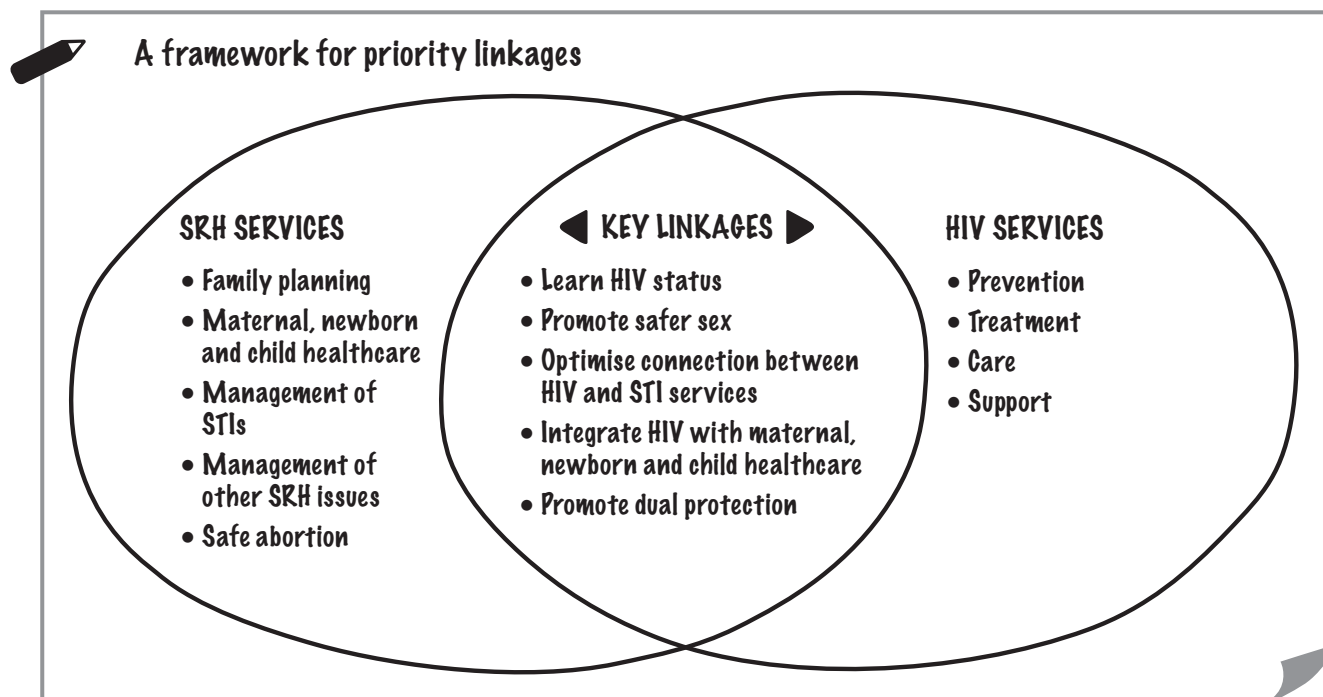 A framework for priority linkages
SRH SERVICES
• Family planning
• Maternal, newborn
and child healthcare
• Management of
STIs
• Management of
other SRH issues
• Safe abortion
◀ KEY LINKAGES ▶
• Learn HIV status
• Promote safer sex
• Optimise connection between
HIV and STI services
• Integrate HIV with maternal,
newborn and child healthcare
• Promote dual protection
HIV SERVICES
• Prevention
• Treatment
• Care
• Support